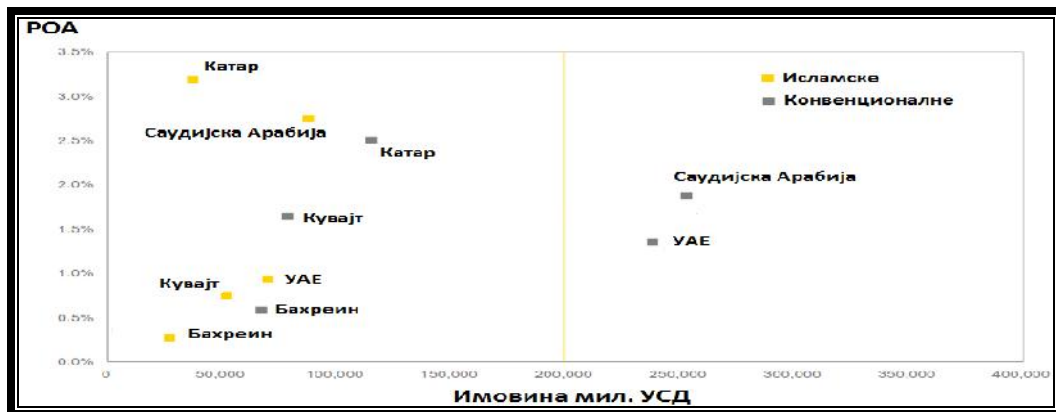 РОА
3.5%
Катар
Исламске
3.0%
Конвенционалне
Саудијска Арабија
2.5%
Катар
Саудијска Арабија
2.0%
Кувајт
1.5%
УАЕ
1.0%
Кувајт
УАЕ
Бахреин
0.5%
Бахреин
0.0%
0 50,000 100,000 150,000 200,000 250,000 300,000 350,000 400,000
Имовина мил. УСД